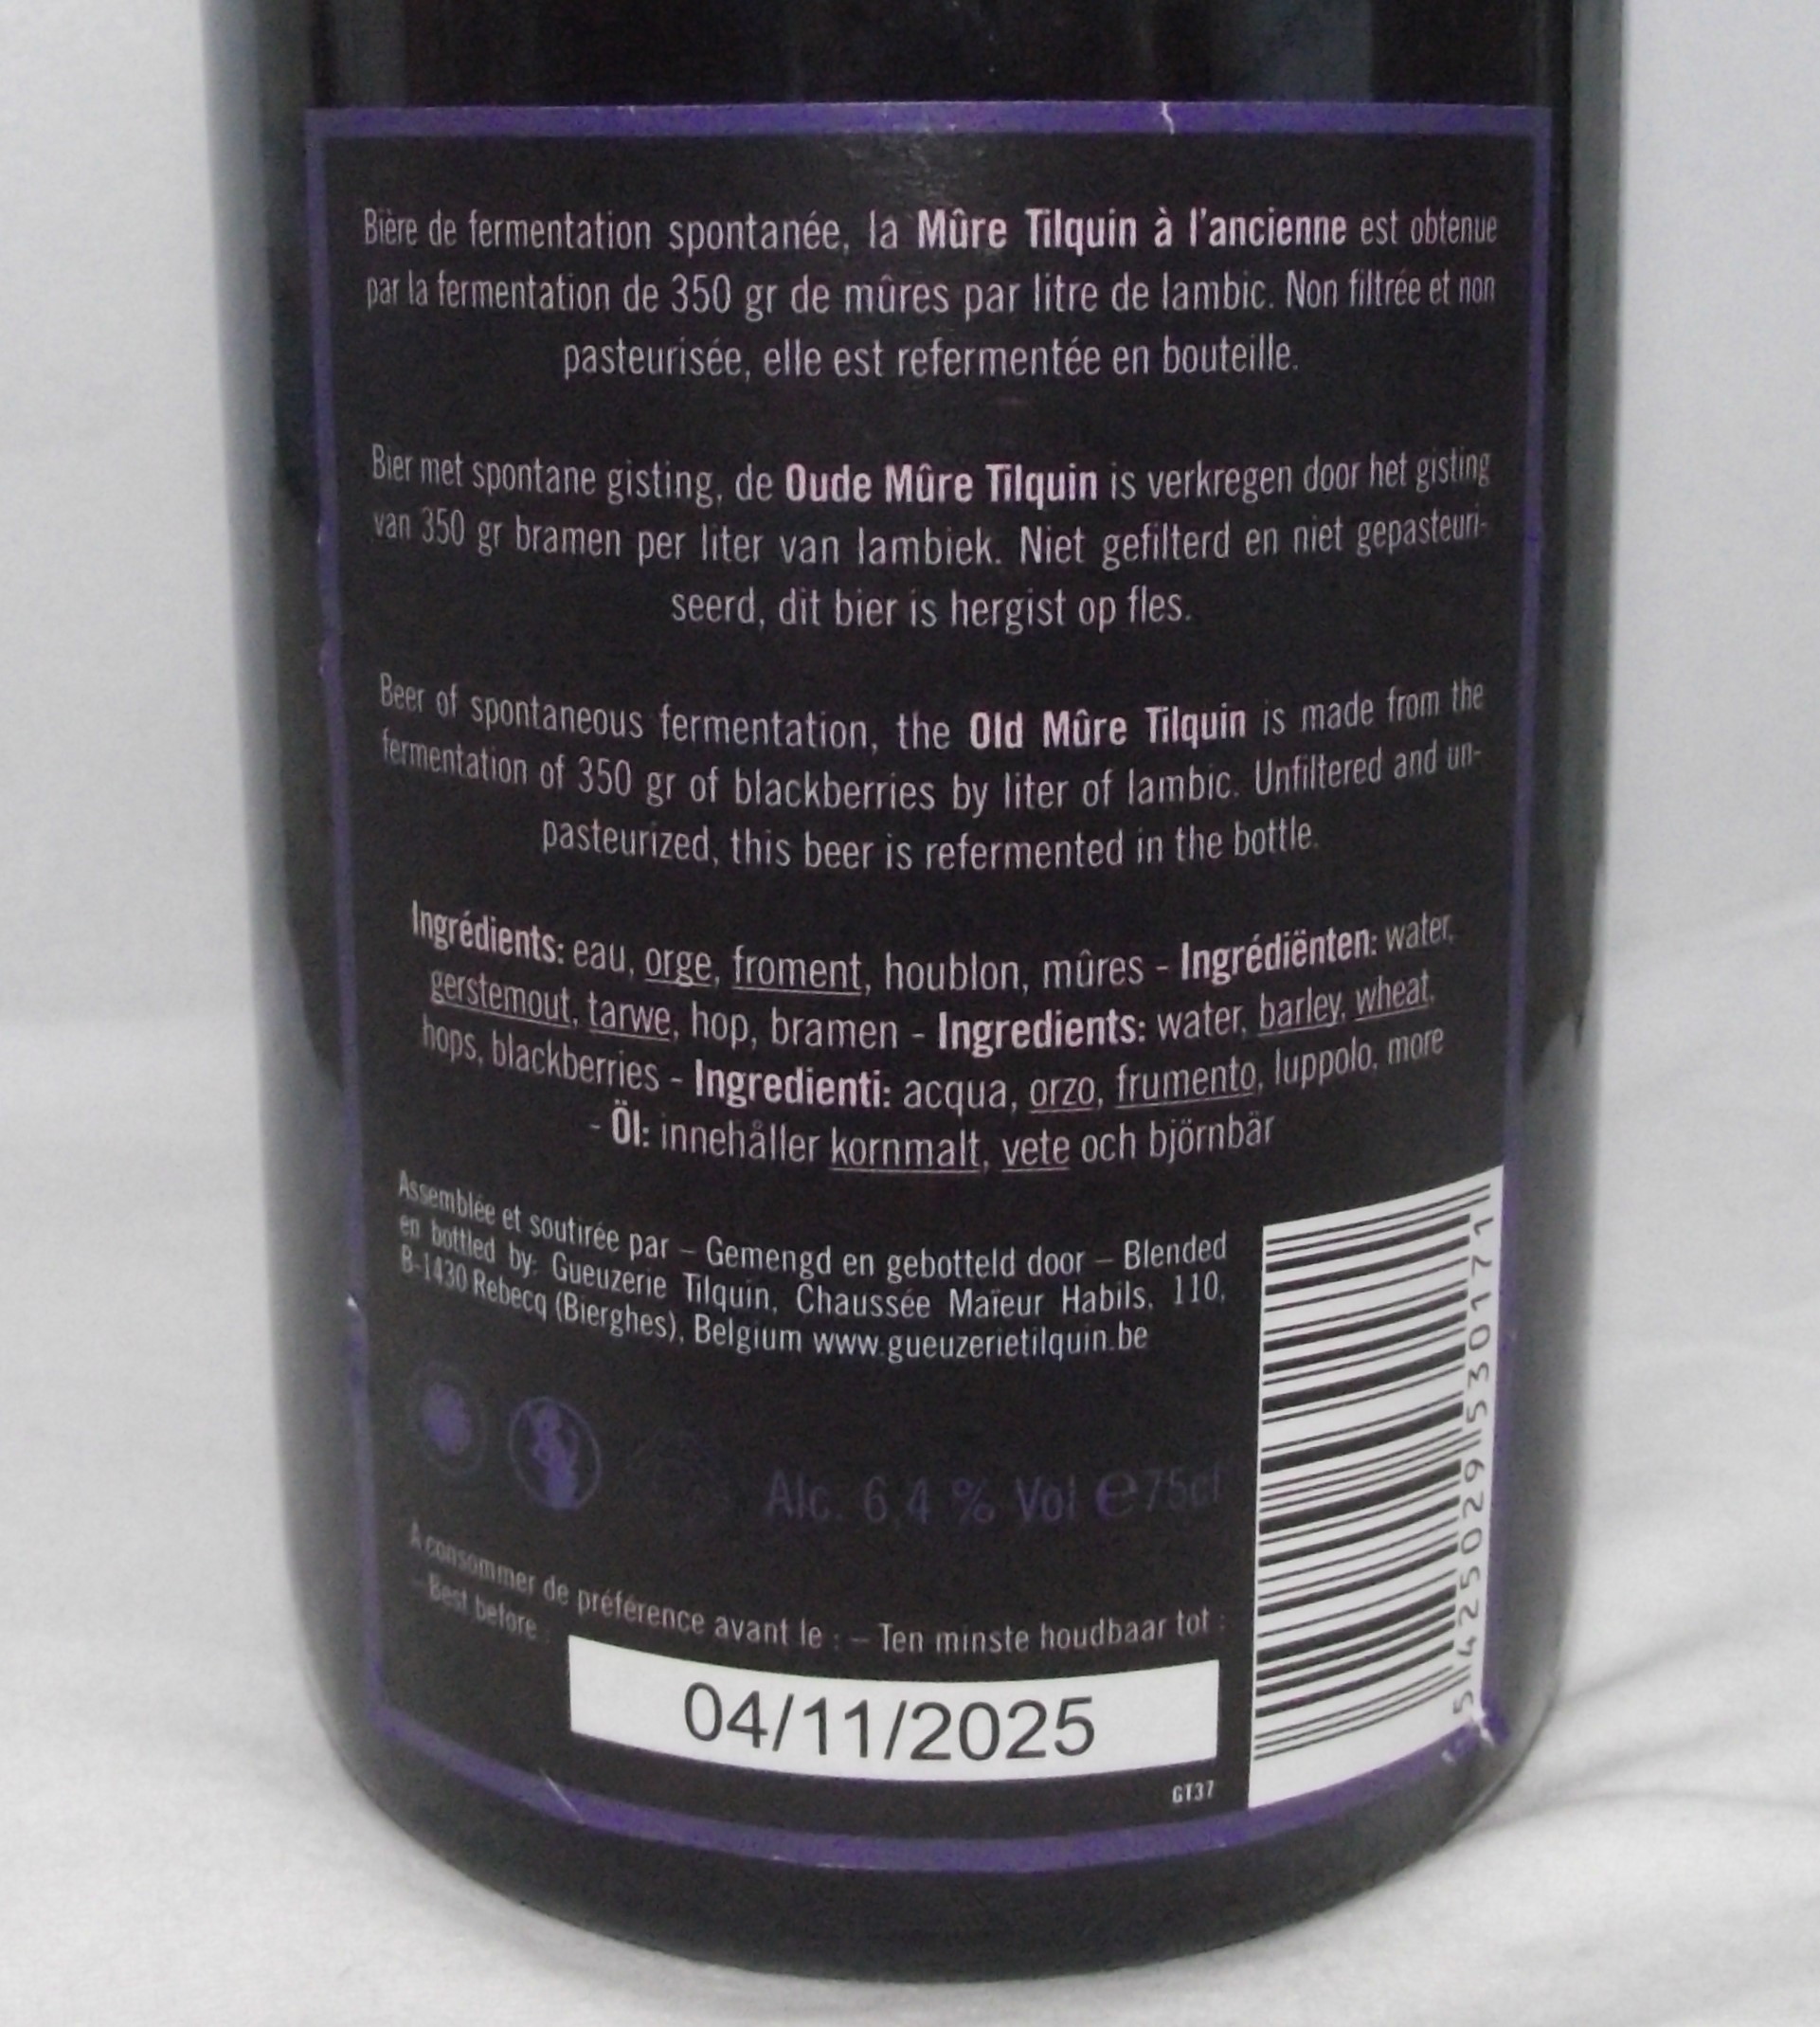 Bière de fermentation spontanée, la Mûre Tilquin à l'ancienne est obtenue
par la fermentation de 350 gr de mûres par litre de lambic. Non filtrée et non
pasteurisée, elle est refermentée en bouteille.
Bier met spontane gisting, de Oude Mûre Tilquin is verkregen door het gisting
van 350 gr bramen per liter van lambiek. Niet gefilterd en niet gepasteuri-
seerd, dit bier is hergist op fles.
Beer of spontaneous fermentation, the Old Mûre Tilquin is made from the
fermentation of 350 gr of blackberries by liter of lambic. Unfiltered and un-
pasteurized, this beer is refermented in the bottle.
Ingrédients: eau, orge, froment, houblon, mûres - Ingrédiënten: water,
gerstemout, tarwe, hop, bramen - Ingredients: water, barley, wheat,
hops, blackberries - Ingredienti: acqua, orzo, frumento, luppolo, more
- Öl: innehåller kornmalt, vete och björnbär
Assemblée et soutirée par – Gemengd en gebotteld door – Blended
en bottled by: Gueuzerie Tilquin, Chaussée Maïeur Habils, 110,
B-1430 Rebecq (Bierghes), Belgium www.gueuzerietilquin.be
Alc. 6,4 % Vol e 75cl
A consommer de préférence avant le : – Ten minste houdbaar tot :
– Best before :
04/11/2025
GT37
5 425029 530171